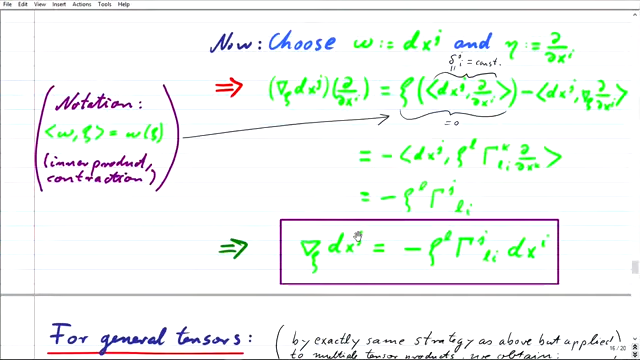 File Edit View Insert Actions Tools Help
Now: Choose ω := dx^j and η := ∂/∂x^i
δ^j_i = const.
⇒ (∇_ξ dx^j)(∂/∂x^i) = ξ(<dx^j, ∂/∂x^i>) - <dx^j, ∇_ξ ∂/∂x^i>
= 0
(Notation:
<ω, ξ> = ω(ξ)
(inner product,
contraction))
= - <dx^j, ξ^l Γ^k_{li} ∂/∂x^k>
= - ξ^l Γ^j_{li}
⇒ ∇_ξ dx^j = - ξ^l Γ^j_{li} dx^i
For general tensors:
(by exactly same strategy as above but applied
to multiple tensor products, we obtain:
16 / 20